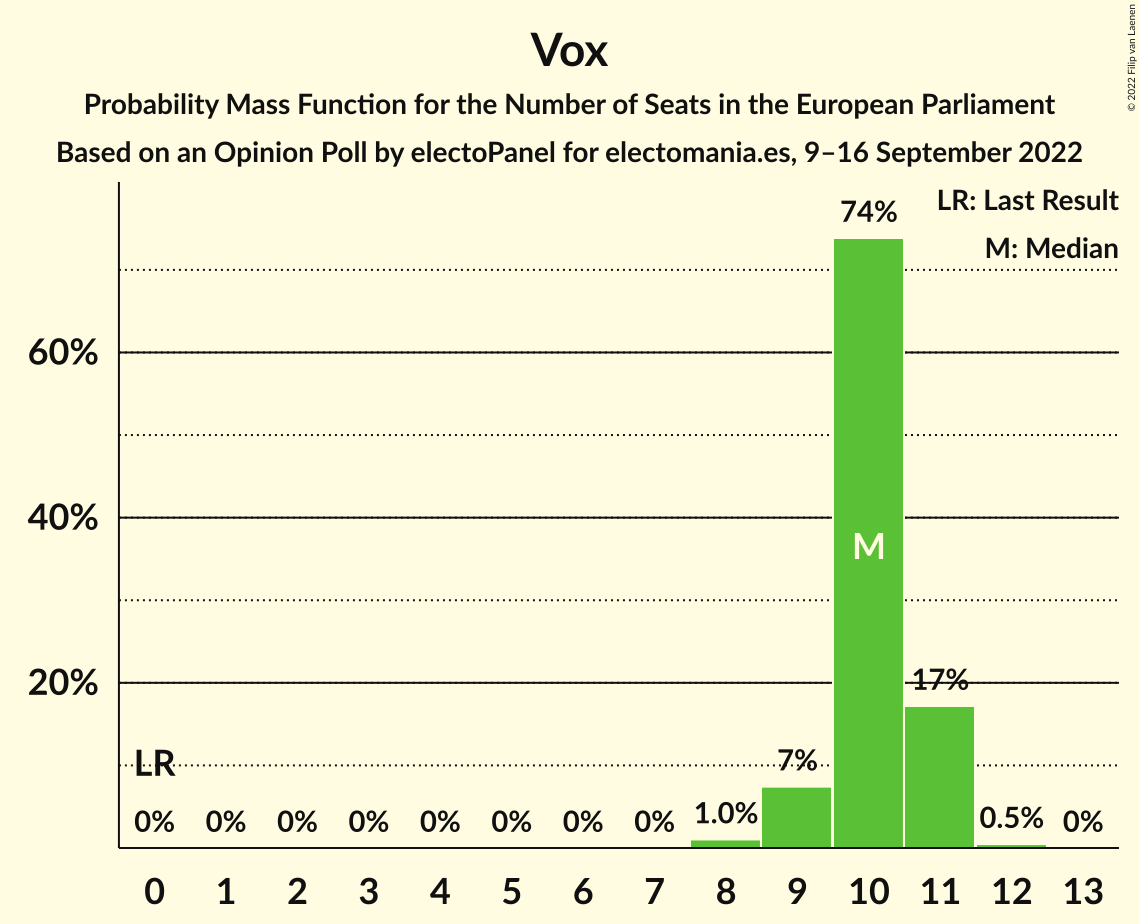 Vox
Probability Mass Function for the Number of Seats in the European Parliament
Based on an Opinion Poll by electoPanel for electomania.es, 9–16 September 2022
© 2022 Filip van Laenen
LR: Last Result
M: Median
60%
40%
20%
74%
M
17%
LR
7%
0% 0% 0% 0% 0% 0% 0% 0% 1.0% 0.5% 0%
0 1 2 3 4 5 6 7 8 9 10 11 12 13